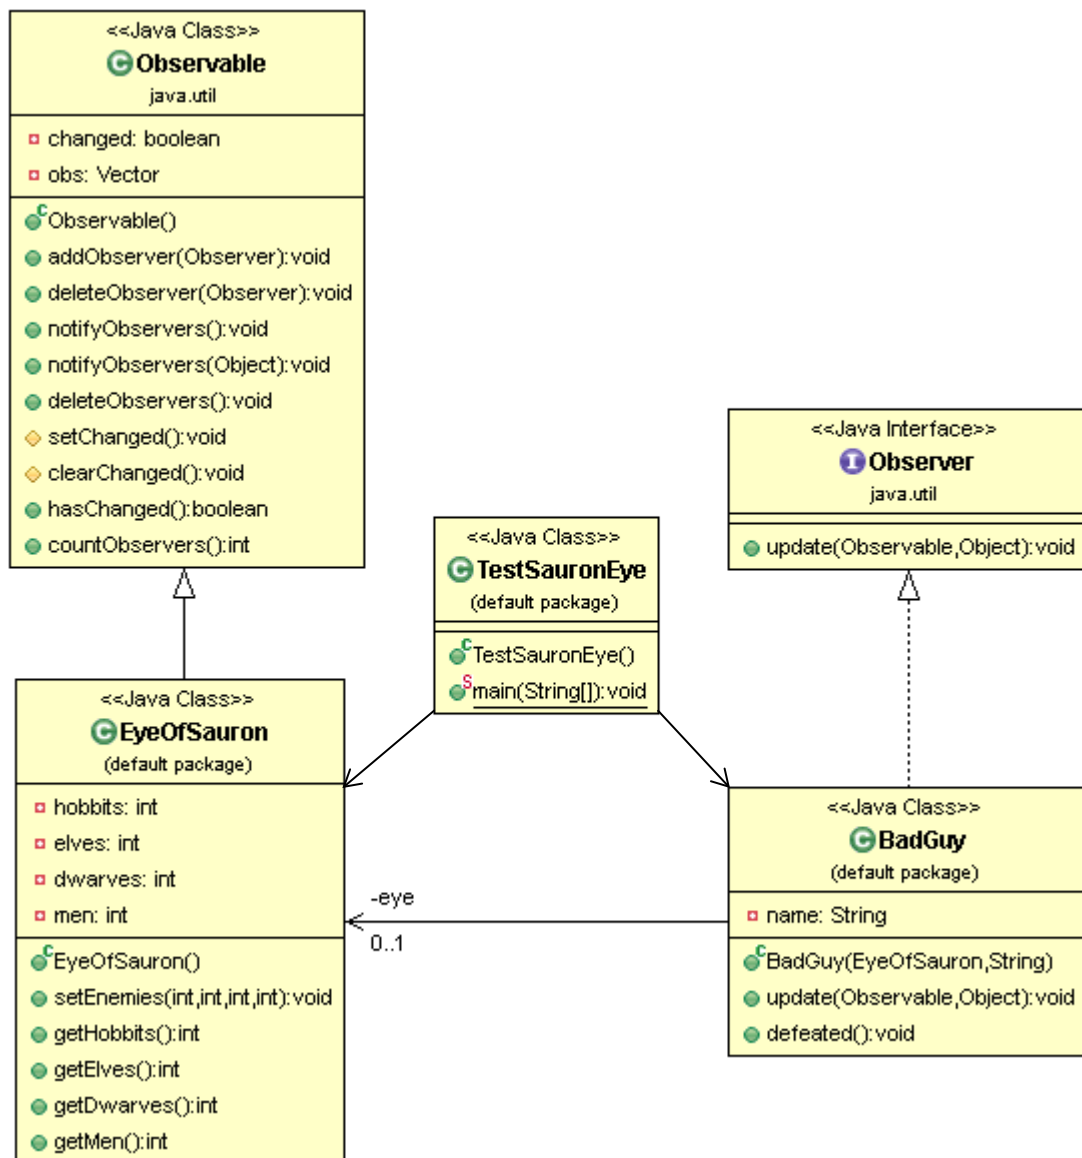 <<Java Class>>
Observable
java.util
changed: boolean
obs: Vector
Observable()
addObserver(Observer):void
deleteObserver(Observer):void
notifyObservers():void
notifyObservers(Object):void
deleteObservers():void
setChanged():void
clearChanged():void
hasChanged():boolean
countObservers():int
<<Java Interface>>
Observer
java.util
update(Observable,Object):void
<<Java Class>>
TestSauronEye
(default package)
TestSauronEye()
main(String[]):void
<<Java Class>>
EyeOfSauron
(default package)
hobbits: int
elves: int
dwarves: int
men: int
EyeOfSauron()
setEnemies(int,int,int,int):void
getHobbits():int
getElves():int
getDwarves():int
getMen():int
-eye
0..1
<<Java Class>>
BadGuy
(default package)
name: String
BadGuy(EyeOfSauron,String)
update(Observable,Object):void
defeated():void